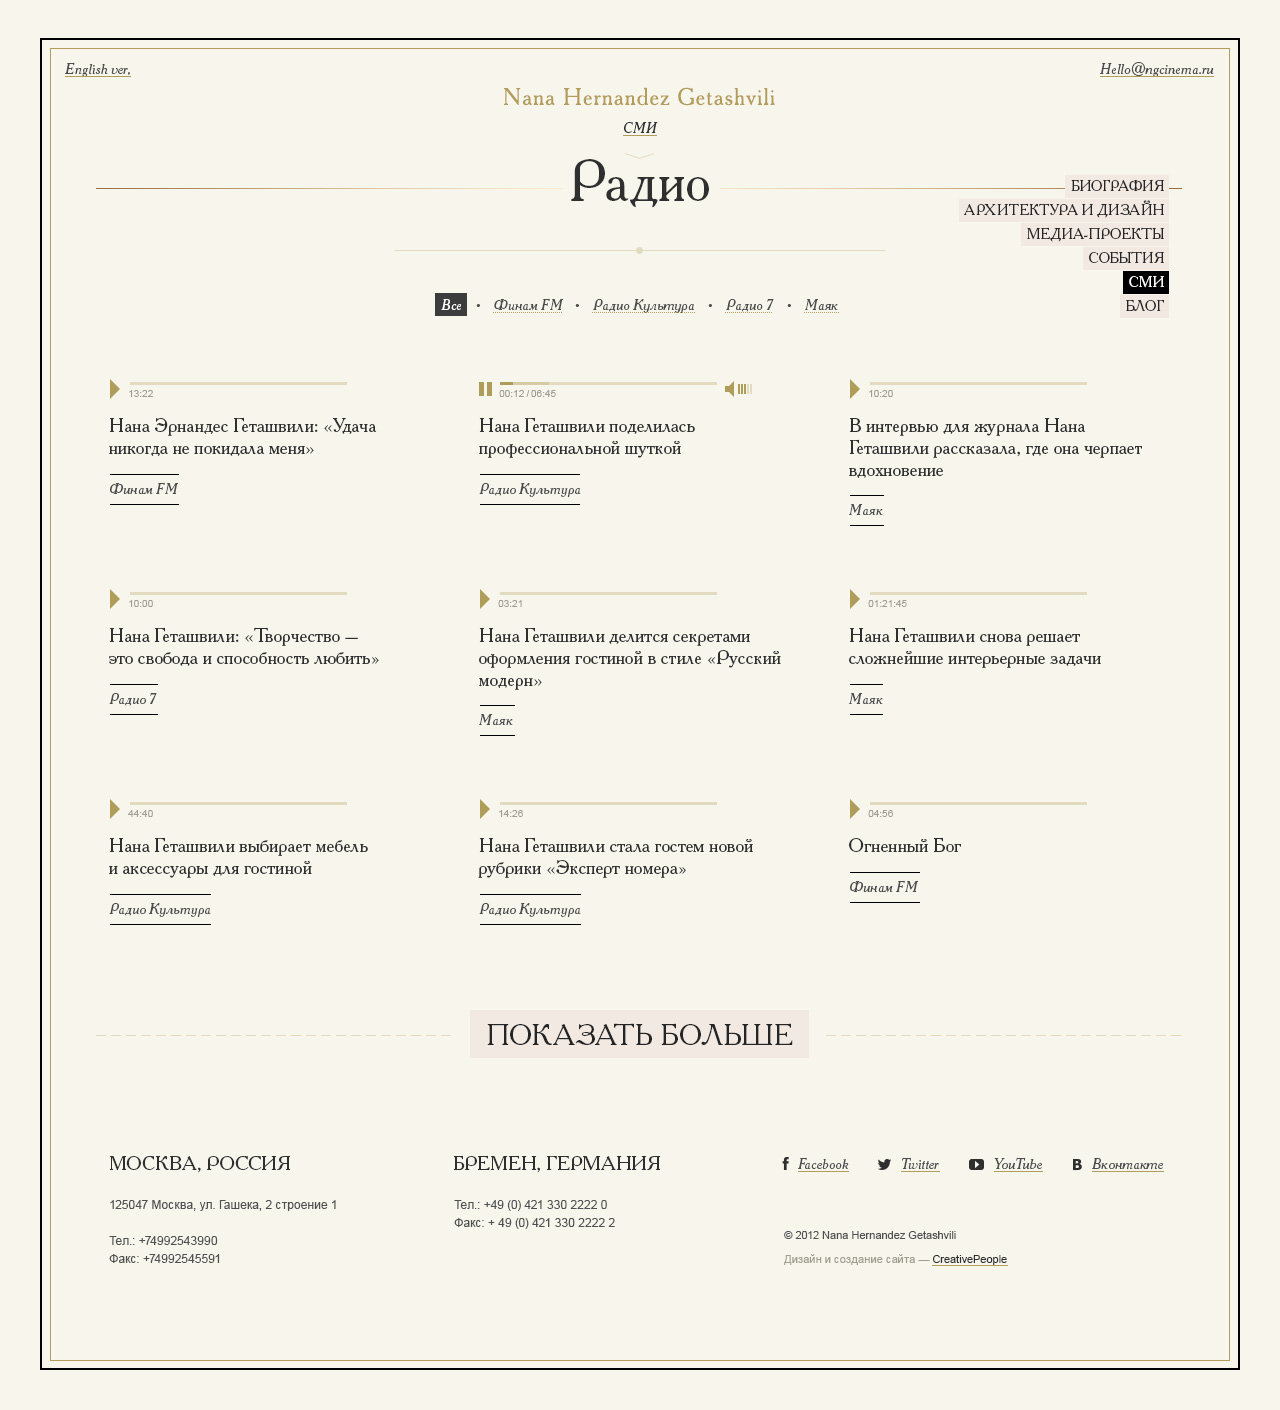 English ver.
Hello@ngcinema.ru
Nana Hernandez Getashvili
СМИ
Радио
БИОГРАФИЯ
АРХИТЕКТУРА И ДИЗАЙН
МЕДИА-ПРОЕКТЫ
СОБЫТИЯ
СМИ
БЛОГ
Все • Финам FM • Радио Культура • Радио 7 • Маяк
13:22
Нана Эрнандес Геташвили: «Удача
никогда не покидала меня»
Финам FM
00:12 / 06:45
Нана Геташвили поделилась
профессиональной шуткой
Радио Культура
10:20
В интервью для журнала Нана
Геташвили рассказала, где она черпает
вдохновение
Маяк
10:00
Нана Геташвили: «Творчество —
это свобода и способность любить»
Радио 7
03:21
Нана Геташвили делится секретами
оформления гостиной в стиле «Русский
модерн»
Маяк
01:21:45
Нана Геташвили снова решает
сложнейшие интерьерные задачи
Маяк
44:40
Нана Геташвили выбирает мебель
и аксессуары для гостиной
Радио Культура
14:26
Нана Геташвили стала гостем новой
рубрики «Эксперт номера»
Радио Культура
04:56
Огненный Бог
Финам FM
ПОКАЗАТЬ БОЛЬШЕ
МОСКВА, РОССИЯ
125047 Москва, ул. Гашека, 2 строение 1
Тел.: +74992543990
Факс: +74992545591
БРЕМЕН, ГЕРМАНИЯ
Тел.: +49 (0) 421 330 2222 0
Факс: + 49 (0) 421 330 2222 2
Facebook Twitter YouTube Вконтакте
© 2012 Nana Hernandez Getashvili
Дизайн и создание сайта — CreativePeople